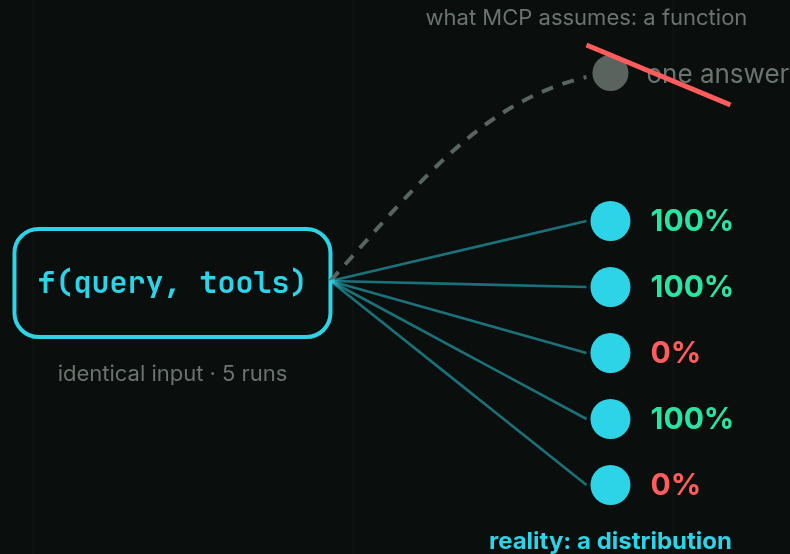 what MCP assumes: a function
one answer
f(query, tools)
identical input · 5 runs
100%
100%
0%
100%
0%
reality: a distribution